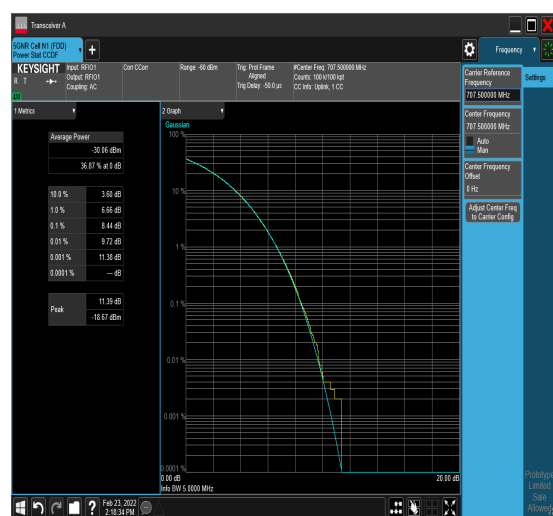 Transceiver A
5GNR Cell N1 (FDD)
Power Stat CCDF
KEYSIGHT
R T
Input: RFIO1
Output: RFIO1
Coupling: AC
Corr CCorr
Range: -60 dBm
Trig: Prot Frame
Aligned
Trig Delay: -50.0 µs
#Center Freq: 707.500000 MHz
Counts: 100 k/100 kpt
CC Info: Uplink, 1 CC
1 Metrics
Average Power
-30.06 dBm
36.87 % at 0 dB
10.0 % 3.60 dB
1.0 % 6.66 dB
0.1 % 8.44 dB
0.01 % 9.72 dB
0.001 % 11.38 dB
0.0001 % --- dB
Peak
11.39 dB
-18.67 dBm
2 Graph
Gaussian
100 %
10 %
1 %
0.1 %
0.01 %
0.001 %
0.0001 %
0.00 dB 20.00 dB
Info BW 5.0000 MHz
Frequency
Settings
Carrier Reference
Frequency
707.500000 MHz
Center Frequency
707.500000 MHz
Auto
Man
Center Frequency
Offset
0 Hz
Adjust Center Freq
to Carrier Config
Prototype
Limited
Sale
Allowed
Feb 23, 2022
2:18:34 PM